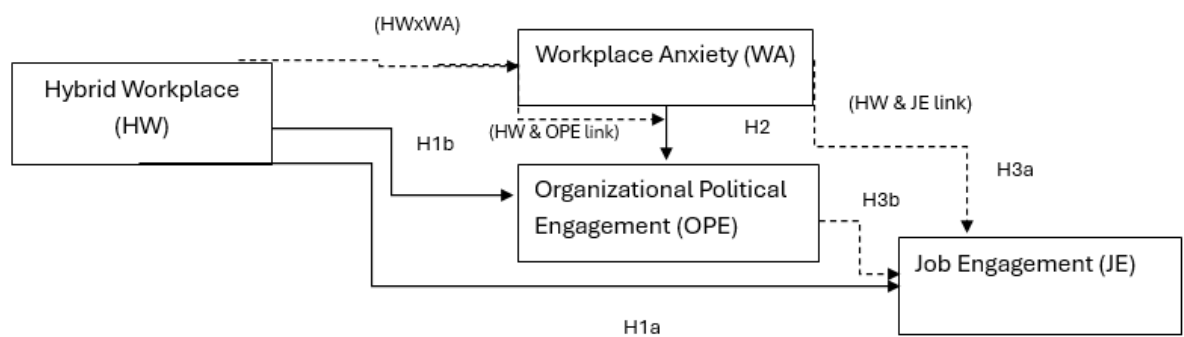 (HWxWA)
Workplace Anxiety (WA)
Hybrid Workplace
(HW)
(HW & JE link)
(HW & OPE link)
H2
H1b
H3a
Organizational Political
Engagement (OPE)
H3b
Job Engagement (JE)
H1a